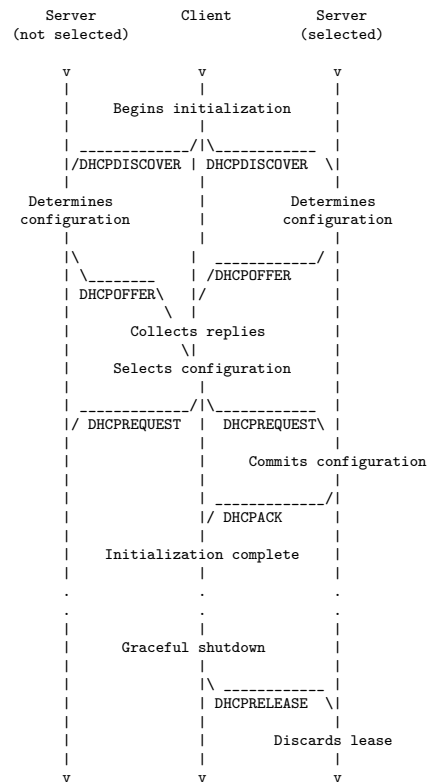 Server Client Server
(not selected) (selected)
v v v
Begins initialization
DHCPDISCOVER DHCPDISCOVER
Determines Determines
configuration configuration
DHCPOFFER
DHCPOFFER
Collects replies
Selects configuration
DHCPREQUEST DHCPREQUEST
Commits configuration
DHCPACK
Initialization complete
. . .
. . .
Graceful shutdown
DHCPRELEASE
Discards lease
v v v